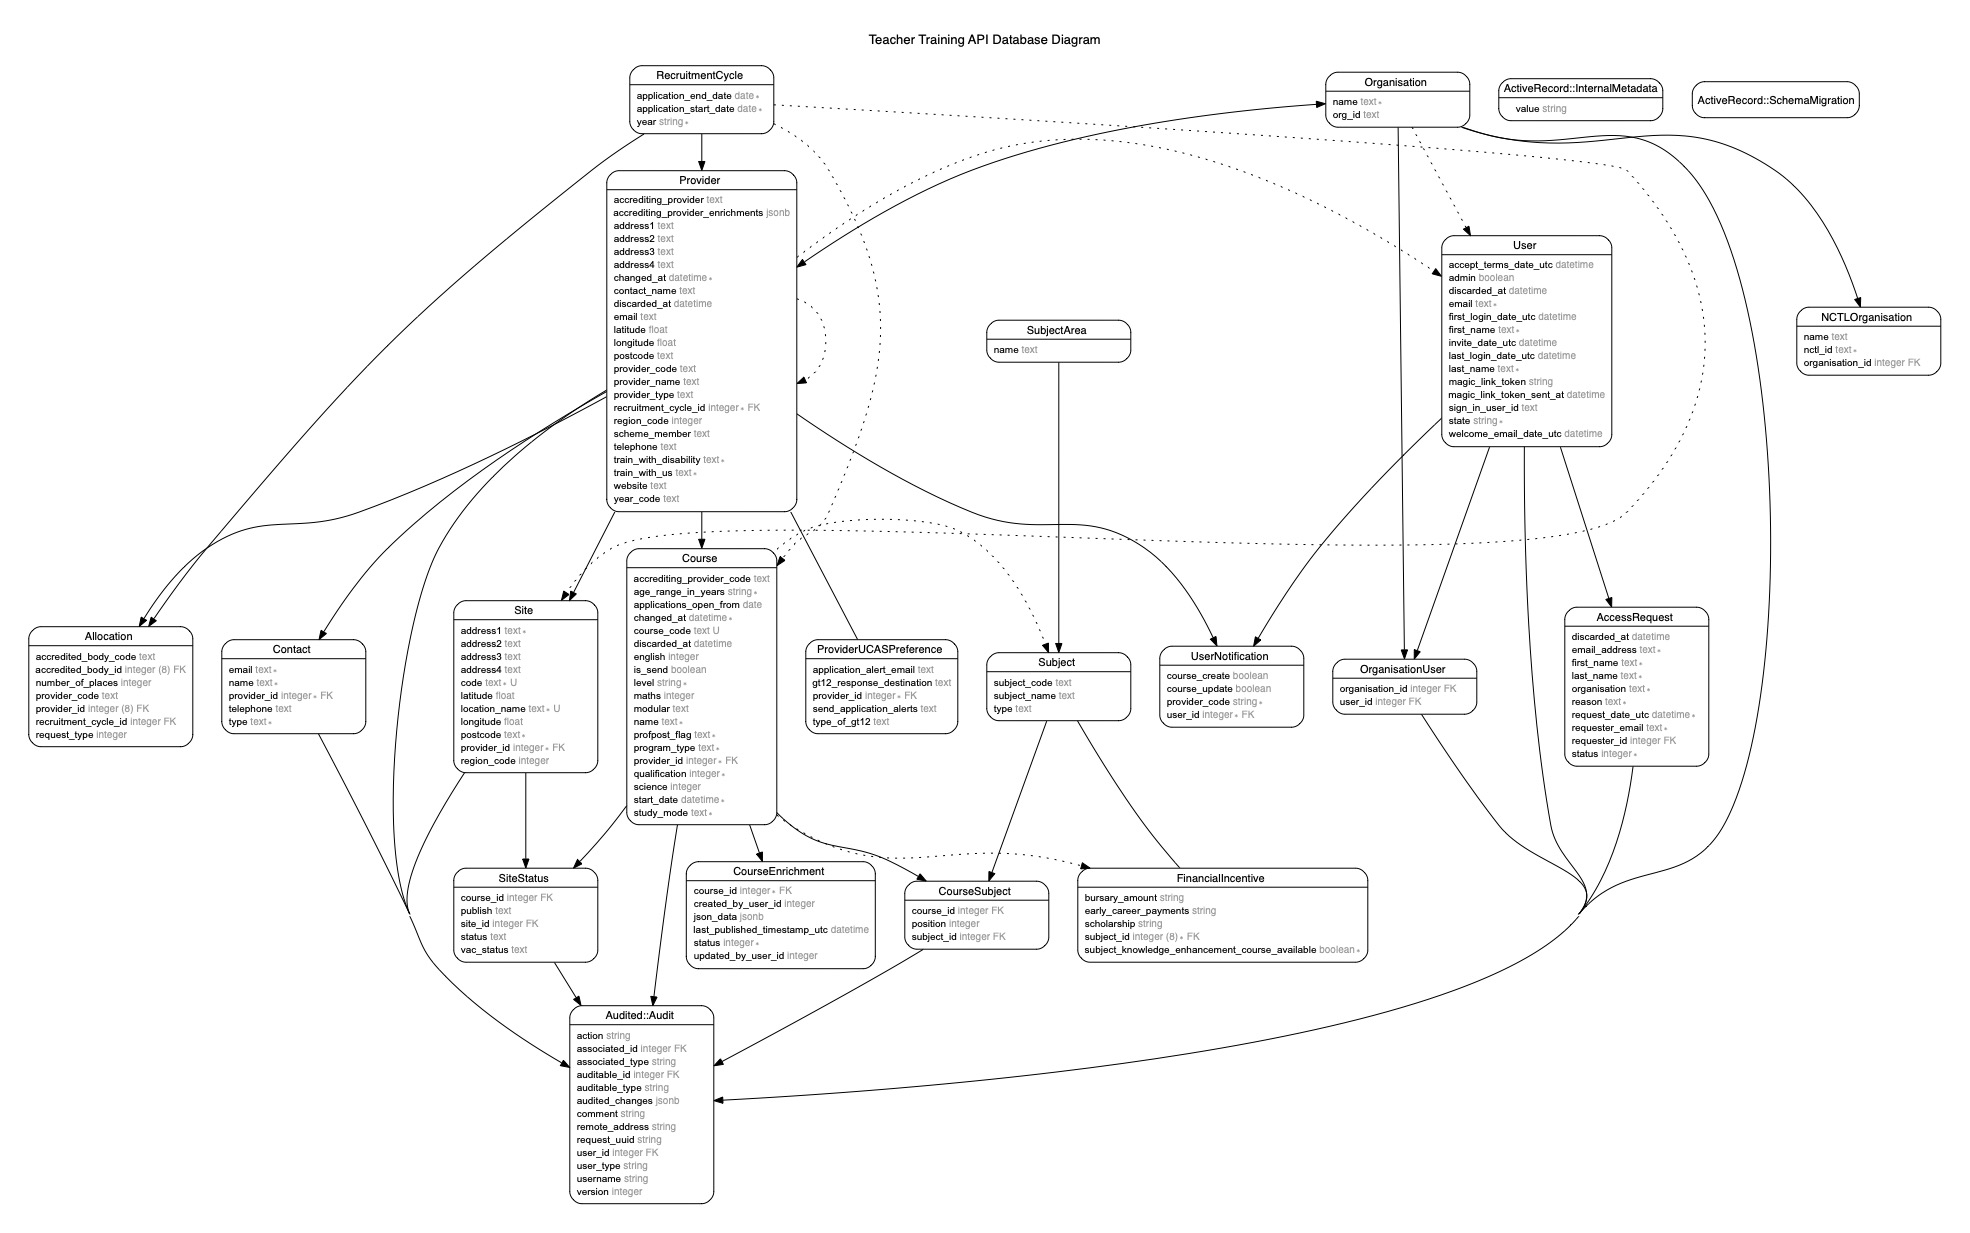 Teacher Training API Database Diagram
RecruitmentCycle
application_end_date date *
application_start_date date *
year string *
Organisation
name text *
org_id text
ActiveRecord::InternalMetadata
value string
ActiveRecord::SchemaMigration
Provider
accrediting_provider text
accrediting_provider_enrichments jsonb
address1 text
address2 text
address3 text
address4 text
changed_at datetime *
contact_name text
discarded_at datetime
email text
latitude float
longitude float
postcode text
provider_code text
provider_name text
provider_type text
recruitment_cycle_id integer * FK
region_code integer
scheme_member text
telephone text
train_with_disability text *
train_with_us text *
website text
year_code text
User
accept_terms_date_utc datetime
admin boolean
discarded_at datetime
email text *
first_login_date_utc datetime
first_name text *
invite_date_utc datetime
last_login_date_utc datetime
last_name text *
magic_link_token string
magic_link_token_sent_at datetime
sign_in_user_id text
state string *
welcome_email_date_utc datetime
NCTLOrganisation
name text
nctl_id text *
organisation_id integer FK
SubjectArea
name text
Allocation
accredited_body_code text
accredited_body_id integer (8) FK
number_of_places integer
provider_code text
provider_id integer (8) FK
recruitment_cycle_id integer FK
request_type integer
Contact
email text *
name text *
provider_id integer * FK
telephone text
type text *
Site
address1 text *
address2 text
address3 text
address4 text
code text * U
latitude float
location_name text * U
longitude float
postcode text *
provider_id integer * FK
region_code integer
Course
accrediting_provider_code text
age_range_in_years string *
applications_open_from date
changed_at datetime *
course_code text U
discarded_at datetime
english integer
is_send boolean
level string *
maths integer
modular text
name text *
profpost_flag text *
program_type text *
provider_id integer * FK
qualification integer *
science integer
start_date datetime *
study_mode text *
ProviderUCASPreference
application_alert_email text
gt12_response_destination text
provider_id integer * FK
send_application_alerts text
type_of_gt12 text
Subject
subject_code text
subject_name text
type text
UserNotification
course_create boolean
course_update boolean
provider_code string *
user_id integer * FK
OrganisationUser
organisation_id integer FK
user_id integer FK
AccessRequest
discarded_at datetime
email_address text *
first_name text *
last_name text *
organisation text *
reason text *
request_date_utc datetime *
requester_email text *
requester_id integer FK
status integer *
SiteStatus
course_id integer FK
publish text
site_id integer FK
status text
vac_status text
CourseEnrichment
course_id integer * FK
created_by_user_id integer
json_data jsonb
last_published_timestamp_utc datetime
status integer *
updated_by_user_id integer
CourseSubject
course_id integer FK
position integer
subject_id integer FK
FinancialIncentive
bursary_amount string
early_career_payments string
scholarship string
subject_id integer (8) * FK
subject_knowledge_enhancement_course_available boolean *
Audited::Audit
action string
associated_id integer FK
associated_type string
auditable_id integer FK
auditable_type string
audited_changes jsonb
comment string
remote_address string
request_uuid string
user_id integer FK
user_type string
username string
version integer